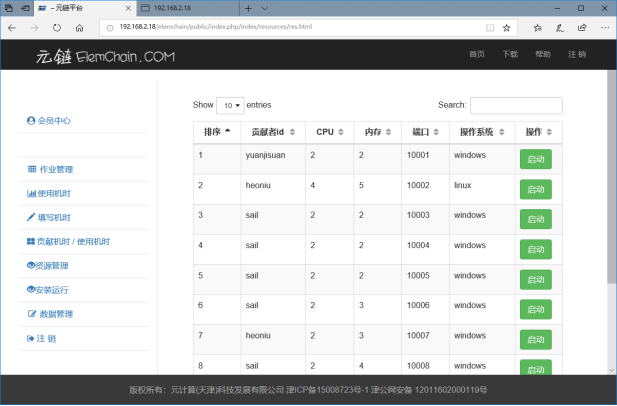 – 元链平台
192.168.2.18
192.168.2.18/elemchain/public/index.php/index/resources/res.html
元链 ElemChain.COM
首页 下载 帮助 注 销
会员中心
作业管理
使用机时
填写机时
贡献机时 / 使用机时
资源管理
安装运行
数据管理
注 销
Show 10 entries Search:
排序 贡献者id CPU 内存 端口 操作系统 操作
1 yuanjisuan 2 2 10001 windows 启动
2 heoniu 4 5 10002 linux 启动
3 sail 2 2 10003 windows 启动
4 sail 2 2 10004 windows 启动
5 sail 2 2 10005 windows 启动
6 sail 2 3 10006 windows 启动
7 heoniu 2 3 10007 windows 启动
8 sail 2 4 10008 windows 启动
版权所有：元计算(天津)科技发展有限公司 津ICP备15008723号-1 津公网安备 12011602000119号